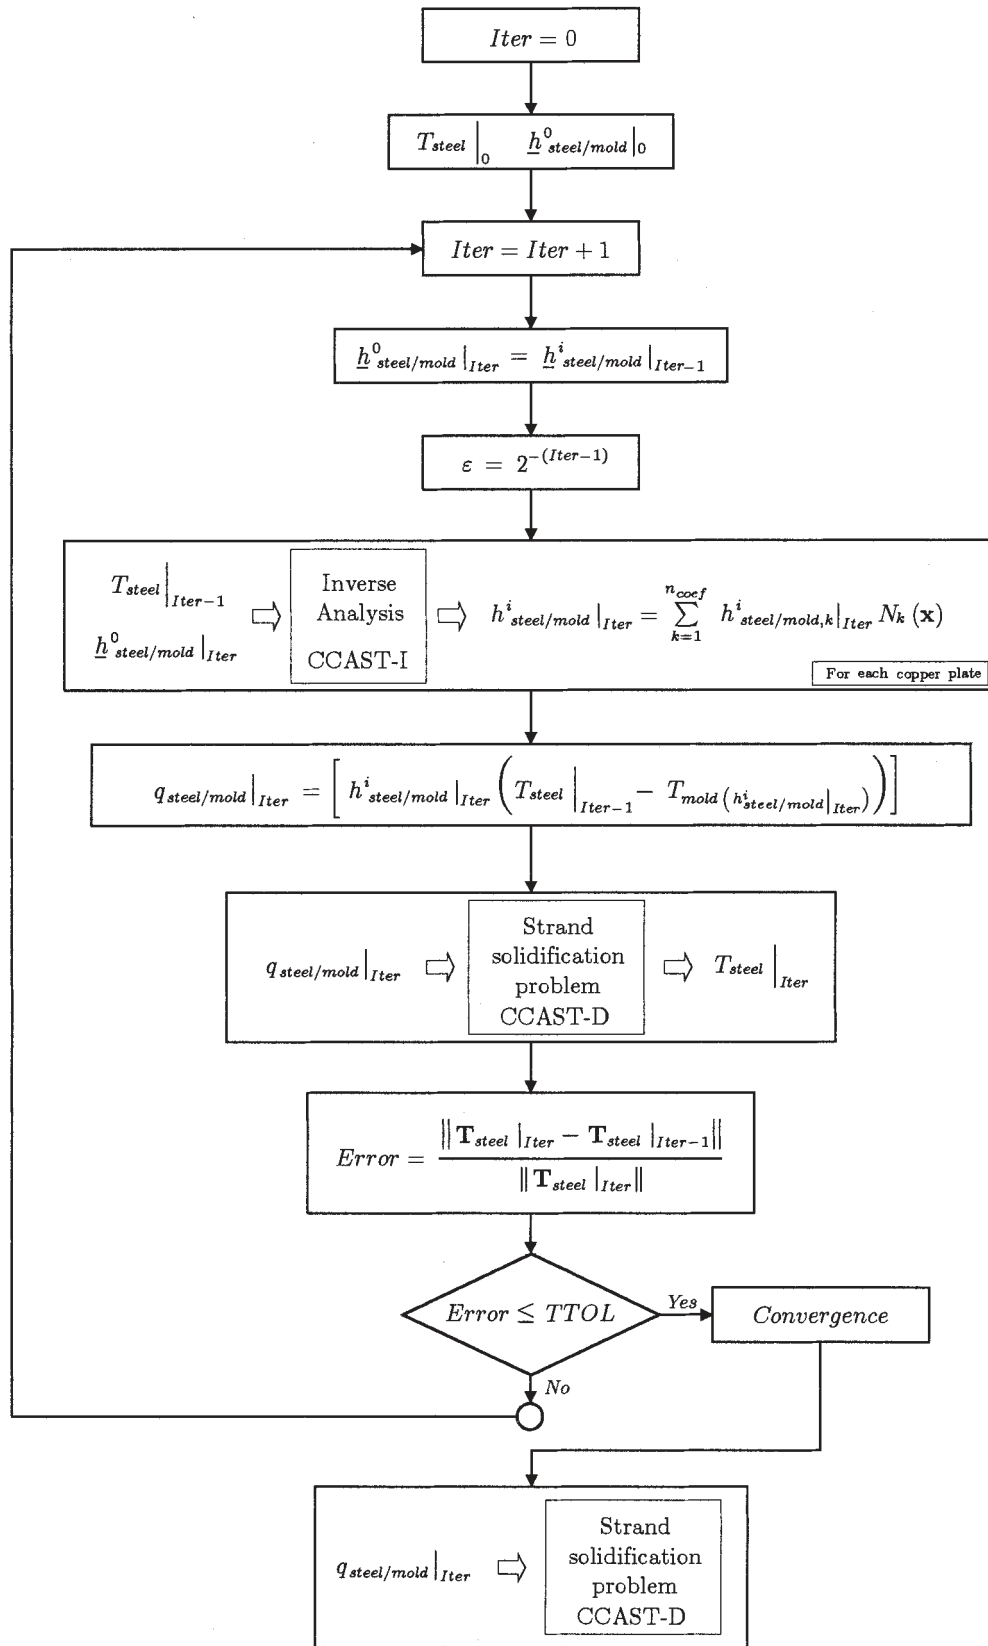 Iter = 0
T_steel |_0 h̲^0_steel/mold |_0
Iter = Iter + 1
h̲^0_steel/mold |_Iter = h̲^i_steel/mold |_Iter−1
ε = 2^−(Iter−1)
T_steel |_Iter−1
h̲^0_steel/mold |_Iter
⇨
Inverse
Analysis
CCAST-I
⇨ h^i_steel/mold |_Iter = ∑_{k=1}^{n_coef} h^i_steel/mold,k |_Iter N_k (x)
For each copper plate
q_steel/mold |_Iter = [ h^i_steel/mold |_Iter ( T_steel |_Iter−1 − T_mold (h^i_steel/mold |_Iter) ) ]
q_steel/mold |_Iter ⇨
Strand
solidification
problem
CCAST-D
⇨ T_steel |_Iter
Error = ‖ T_steel |_Iter − T_steel |_Iter−1 ‖ / ‖ T_steel |_Iter ‖
Error ≤ TTOL
Yes
Convergence
No
q_steel/mold |_Iter ⇨
Strand
solidification
problem
CCAST-D